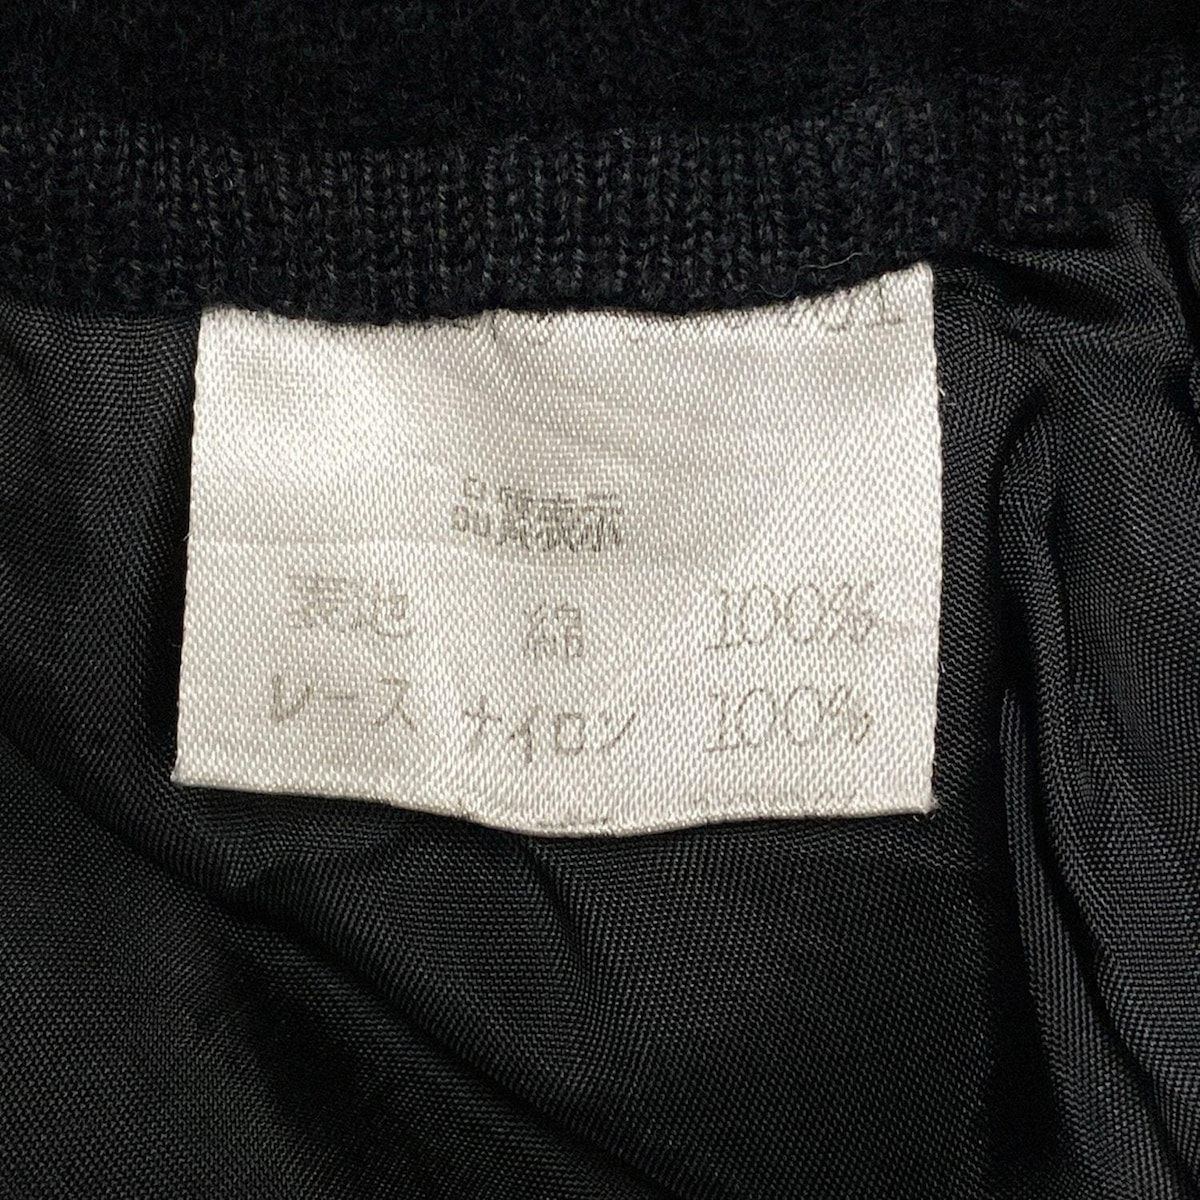 品質表示
表地 綿 100%
レース ナイロン 100%